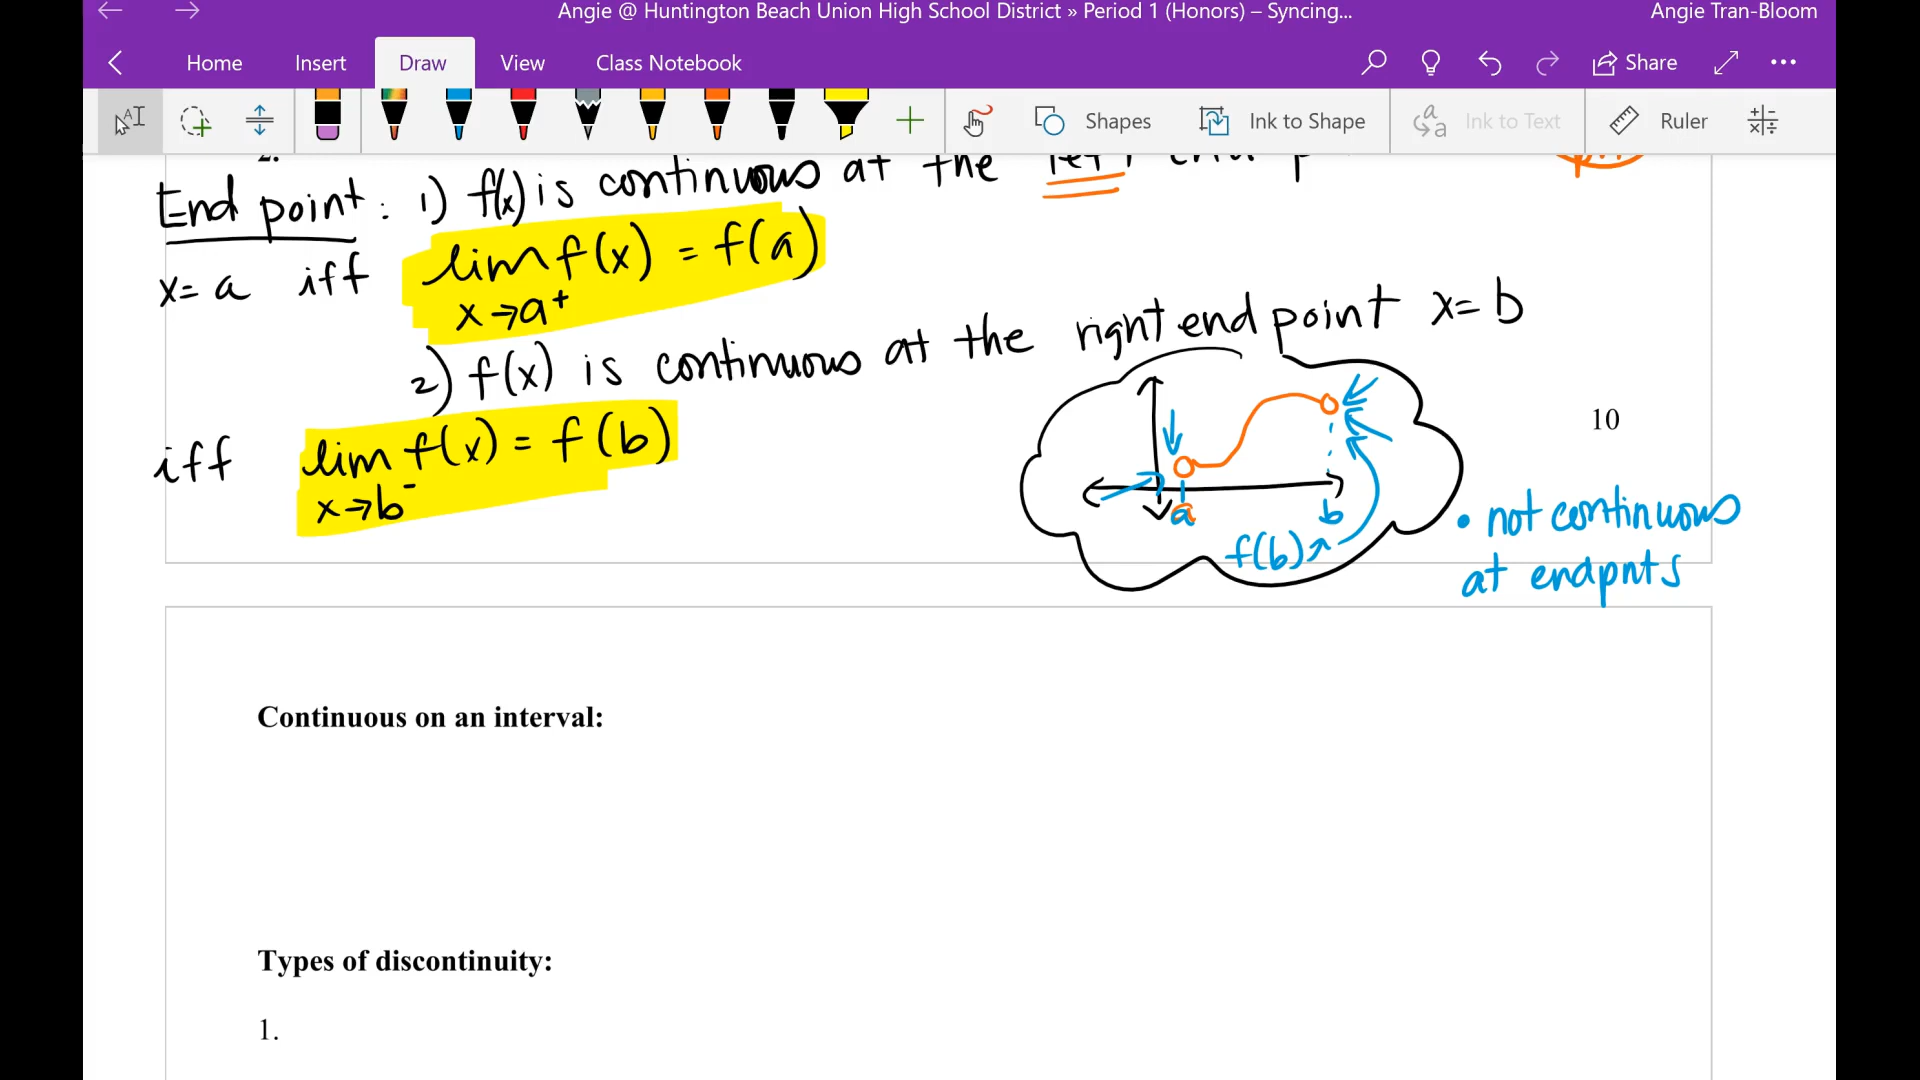 Angie @ Huntington Beach Union High School District » Period 1 (Honors) – Syncing...
Angie Tran-Bloom
Home Insert Draw View Class Notebook Share
Shapes Ink to Shape Ink to Text Ruler
2.
End point: 1) f(x) is continuous at the left end
x=a iff lim f(x) = f(a)
x→a⁺
2) f(x) is continuous at the right end point x=b
iff lim f(x) = f(b)
x→b⁻
a
b
f(b)
10
• not continuous
at endpnts
Continuous on an interval:
Types of discontinuity:
1.